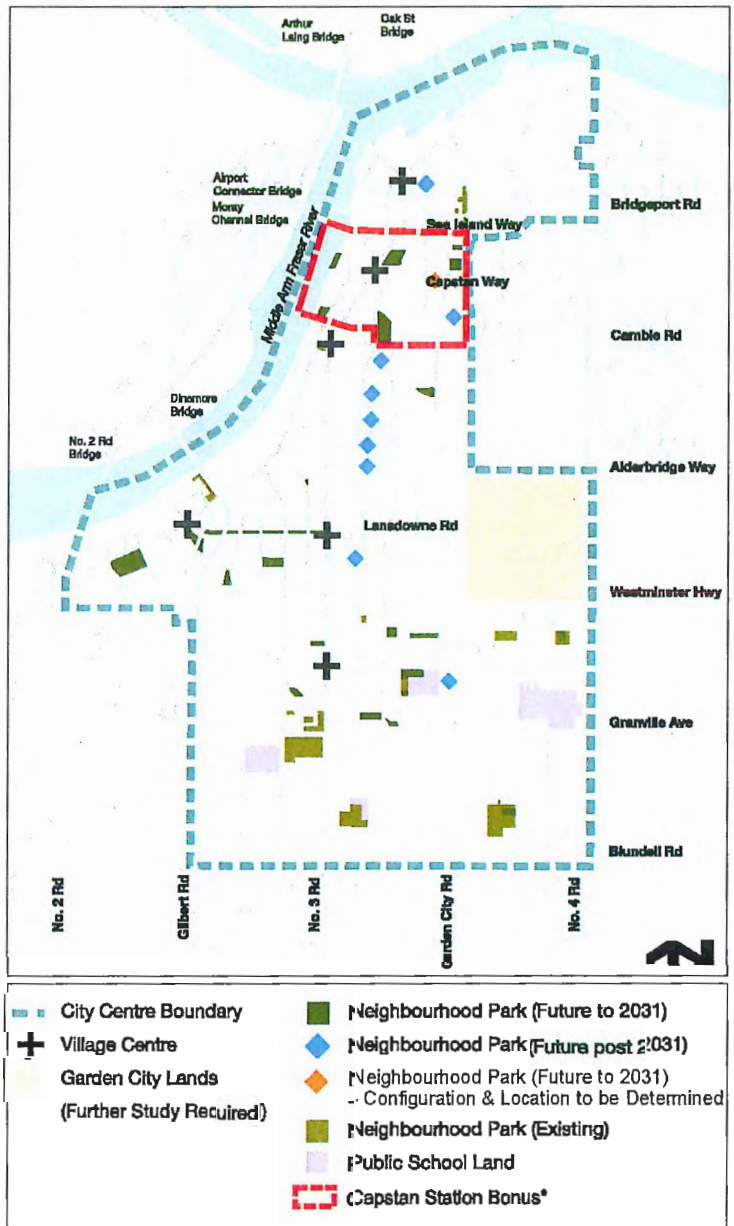 Arthur
Laing Bridge
Oak St
Bridge
Airport
Connector Bridge
Moray
Channel Bridge
Middle Arm Fraser River
Bridgeport Rd
Sea Island Way
Capstan Way
Cambie Rd
Dinsmore
Bridge
No. 2 Rd
Bridge
Alderbridge Way
Lansdowne Rd
Westminster Hwy
Granville Ave
Blundell Rd
No. 2 Rd
Gilbert Rd
No. 3 Rd
Garden City Rd
No. 4 Rd
City Centre Boundary
Village Centre
Garden City Lands
(Further Study Required)
Neighbourhood Park (Future to 2031)
Neighbourhood Park (Future post 2031)
Neighbourhood Park (Future to 2031)
- Configuration & Location to be Determined
Neighbourhood Park (Existing)
Public School Land
Capstan Station Bonus*